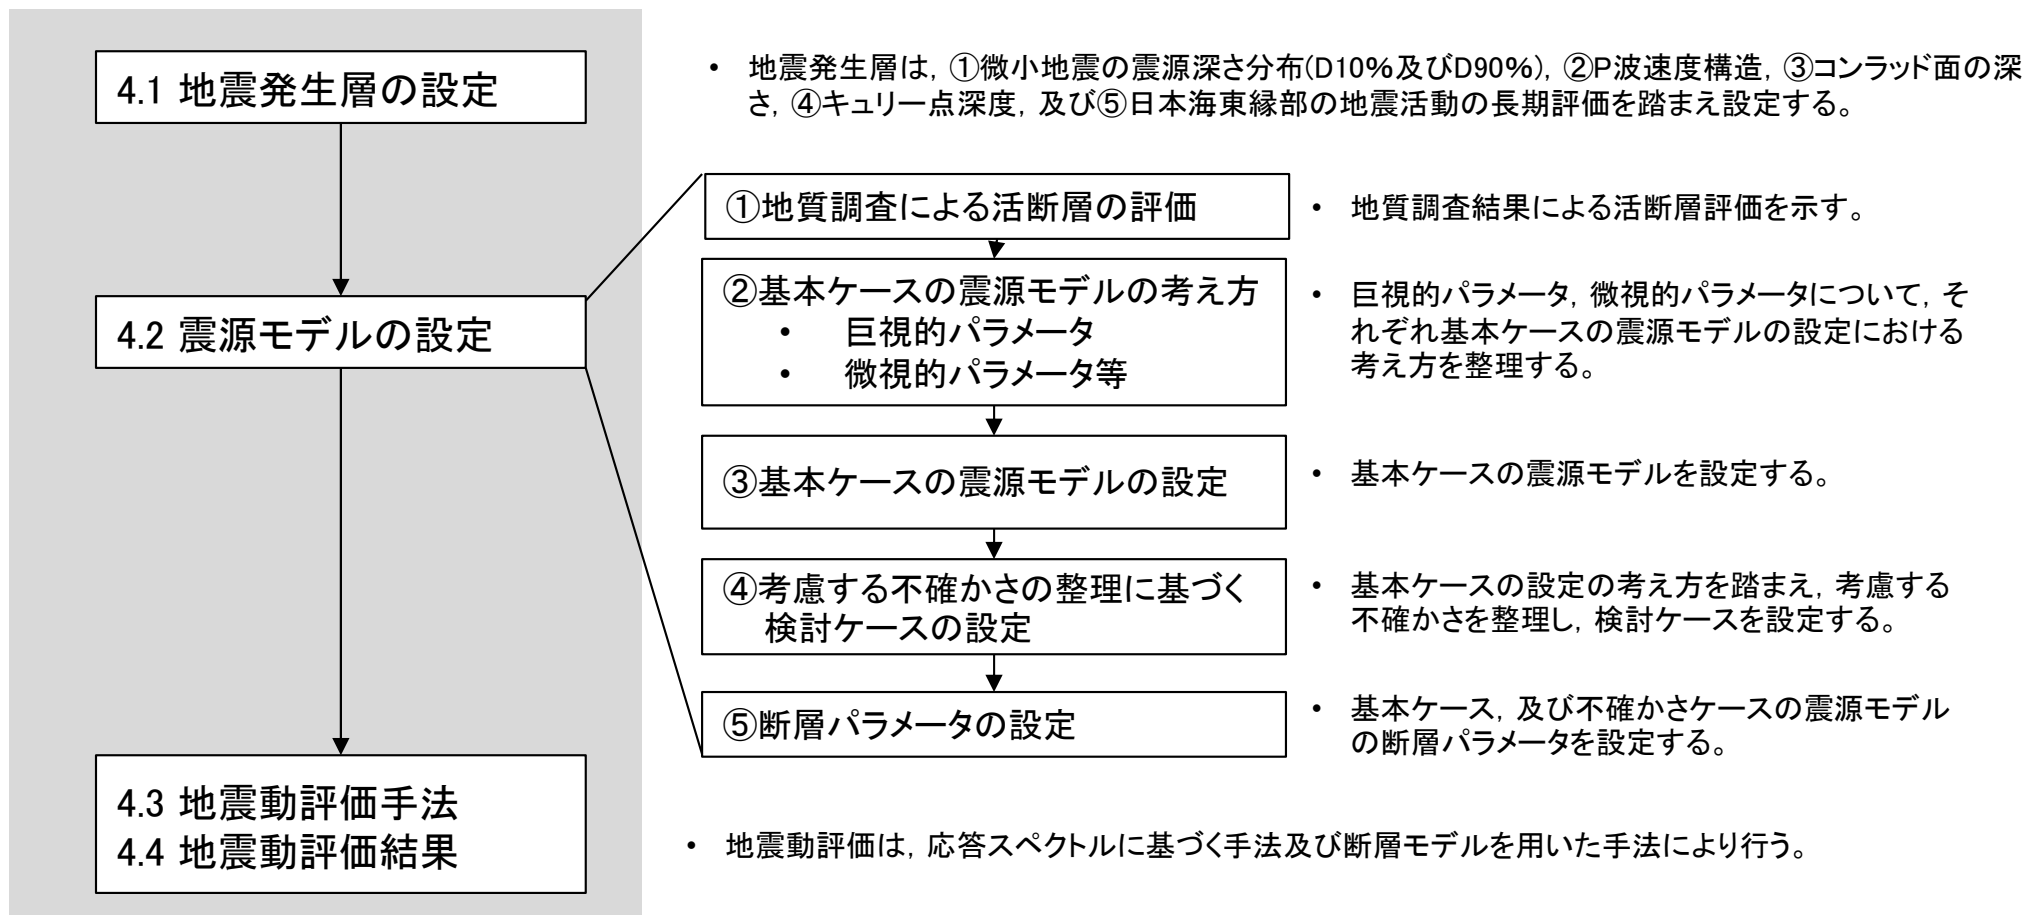 4.1 地震発生層の設定
• 地震発生層は，①微小地震の震源深さ分布(D10%及びD90%)，②P波速度構造，③コンラッド面の深
さ，④キュリー点深度，及び⑤日本海東縁部の地震活動の長期評価を踏まえ設定する。
4.2 震源モデルの設定
①地質調査による活断層の評価
• 地質調査結果による活断層評価を示す。
②基本ケースの震源モデルの考え方
• 巨視的パラメータ
• 微視的パラメータ等
• 巨視的パラメータ，微視的パラメータについて，そ
れぞれ基本ケースの震源モデルの設定における
考え方を整理する。
③基本ケースの震源モデルの設定
• 基本ケースの震源モデルを設定する。
④考慮する不確かさの整理に基づく
検討ケースの設定
• 基本ケースの設定の考え方を踏まえ，考慮する
不確かさを整理し，検討ケースを設定する。
⑤断層パラメータの設定
• 基本ケース，及び不確かさケースの震源モデル
の断層パラメータを設定する。
4.3 地震動評価手法
4.4 地震動評価結果
• 地震動評価は，応答スペクトルに基づく手法及び断層モデルを用いた手法により行う。